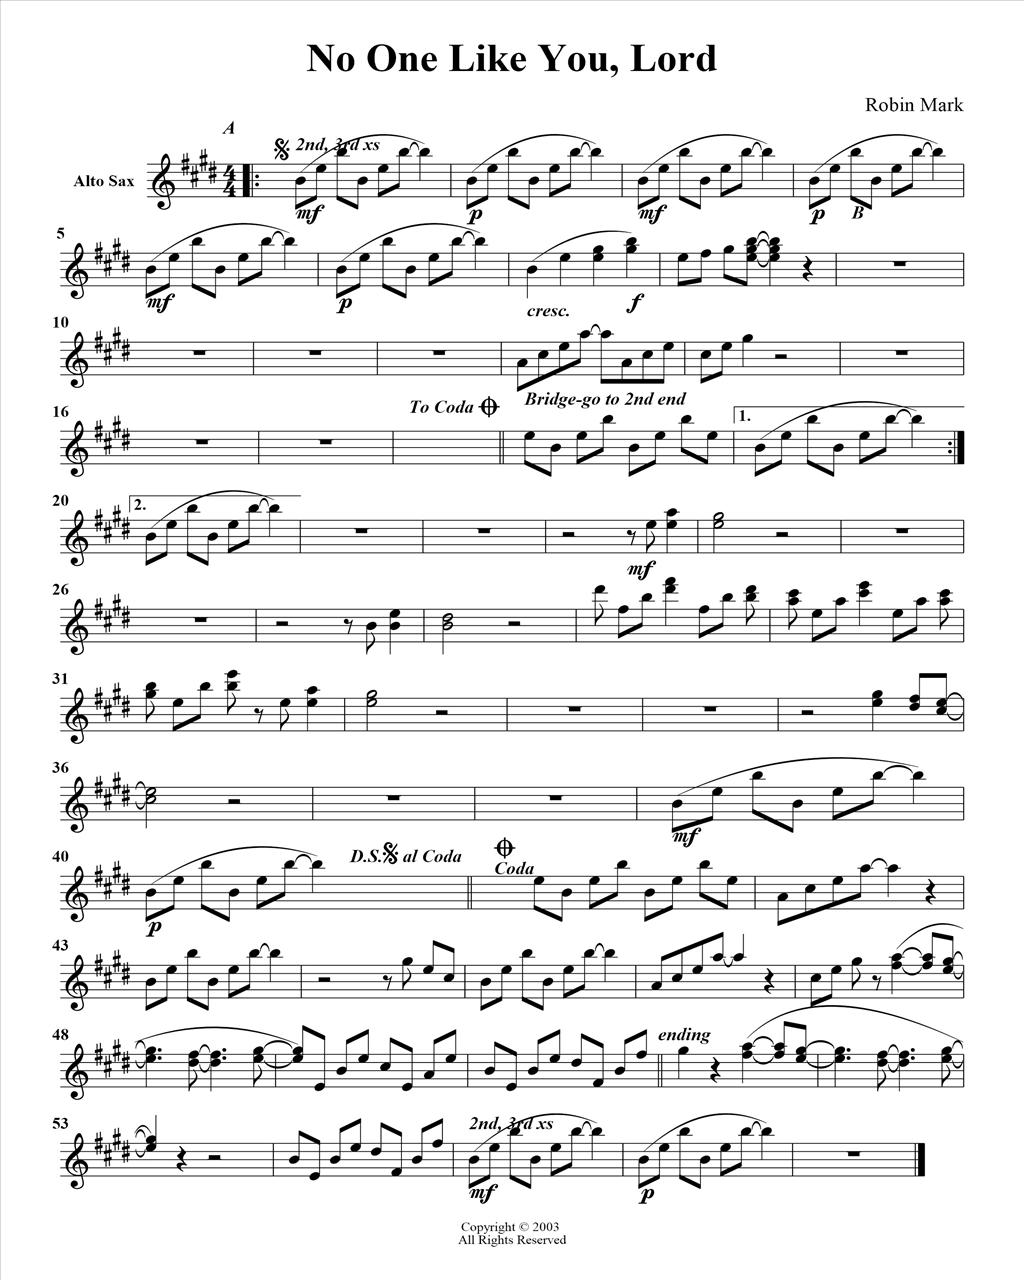 No One Like You, Lord
Robin Mark
A
2nd, 3rd xs
Alto Sax
4
4
mf p mf p B
5
mf p cresc. f
10
Bridge-go to 2nd end
16
To Coda
1.
20
2.
mf
26
31
36
mf
40
D.S. al Coda
Coda
p
43
48
ending
53
2nd, 3rd xs
mf p
Copyright © 2003
All Rights Reserved